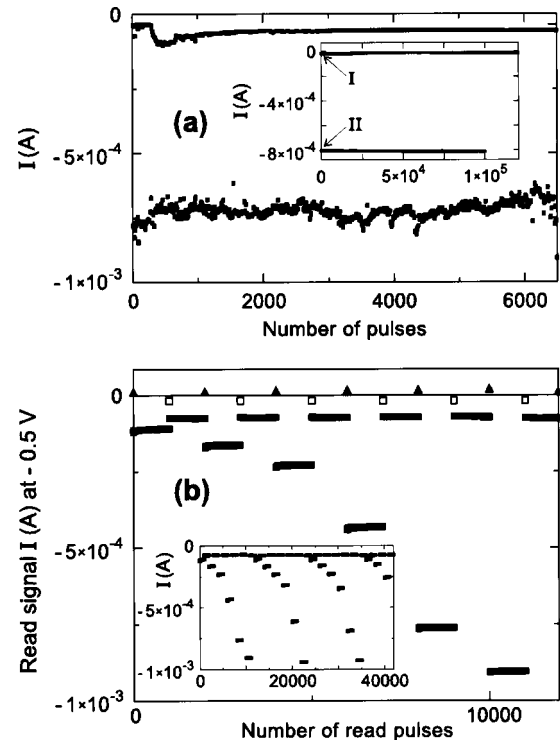 0
I (A)
-5×10⁻⁴
-1×10⁻³
(a)
I (A)
0
-4×10⁻⁴
-8×10⁻⁴
I
II
0
5×10⁴
1×10⁵
0
2000
4000
6000
Number of pulses
Read signal I (A) at - 0.5 V
0
-5×10⁻⁴
-1×10⁻³
(b)
I (A)
0
-5×10⁻⁴
-1×10⁻³
0
20000
40000
0
10000
Number of read pulses